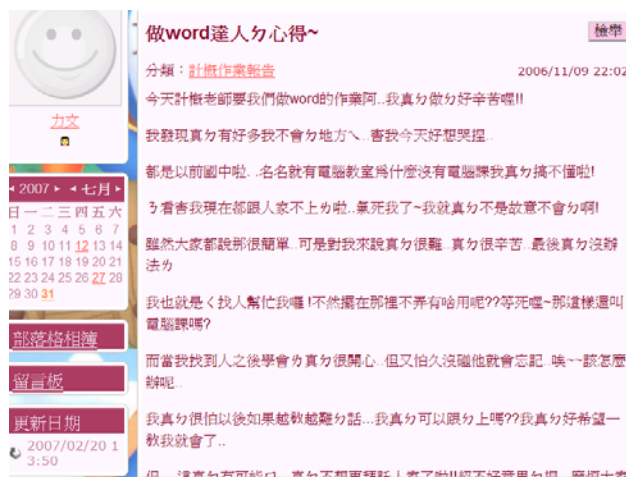 做word達人ㄉ心得~
檢舉
分類：計概作業報告
2006/11/09 22:02
今天計概老師要我們做word的作業阿..我真ㄉ做ㄉ好辛苦喔!!
我發現真ㄉ有好多我不會ㄉ地方ㄟ..害我今天好想哭捏..
都是以前國中啦. .名名就有電腦教室爲什麼沒有電腦課我真ㄉ搞不懂啦!
ㄋ看害我現在都跟人家不上ㄌ啦..氣死我了~我就真ㄉ不是故意不會ㄉ啊!
雖然大家都說那很簡單..可是對我來說真ㄉ很難..真ㄉ很辛苦..最後真ㄉ沒辦
法ㄌ
我也就是ㄑ找人幫忙我囉 !不然擺在那裡不弄有啥用呢??等死喔~那這樣還叫
電腦課嗎?
而當我找到人之後學會ㄌ真ㄉ很開心..但又怕久沒碰他就會忘記..唉~~該怎麼
辦呢..
我真ㄉ很怕以後如果越教越難ㄉ話...我真ㄉ可以跟ㄉ上嗎??我真ㄉ好希望一
教我就會了..
力文
2007
七月
日 一 二 三 四 五 六
1 2 3 4 5 6 7
8 9 10 11 12 13 14
15 16 17 18 19 20 21
22 23 24 25 26 27 28
29 30 31
部落格相簿
留言板
更新日期
2007/02/20 1
3:50